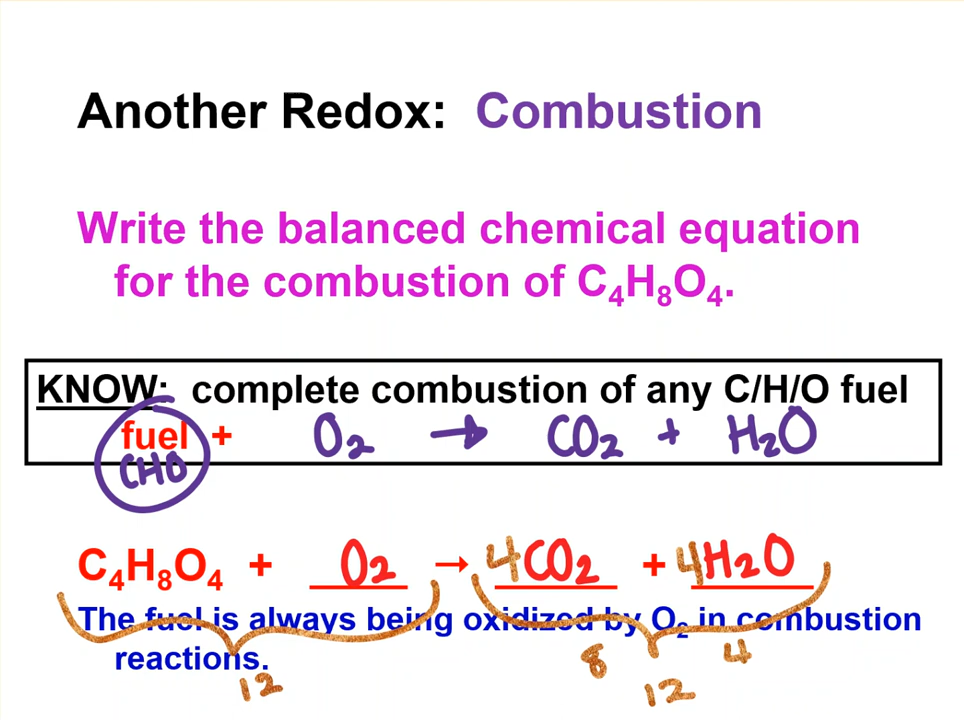 Another Redox: Combustion
Write the balanced chemical equation
for the combustion of C₄H₈O₄.
KNOW: complete combustion of any C/H/O fuel
fuel + O₂ → CO₂ + H₂O
CHO
C₄H₈O₄ + O₂ → 4CO₂ + 4H₂O
The fuel is always being oxidized by O₂ in combustion
reactions.
8 4
12 12